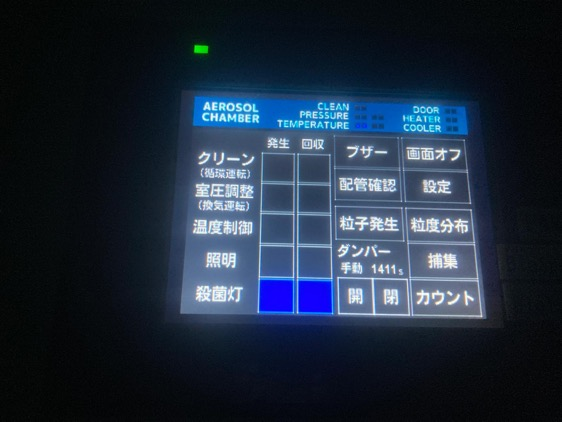 AEROSOL CHAMBER
CLEAN
PRESSURE
TEMPERATURE
DOOR
HEATER
COOLER
発生 回収
クリーン
(循環運転)
室圧調整
(換気運転)
温度制御
照明
殺菌灯
ブザー 画面オフ
配管確認 設定
粒子発生 粒度分布
ダンパー
手動 1411s
捕集
開 閉 カウント